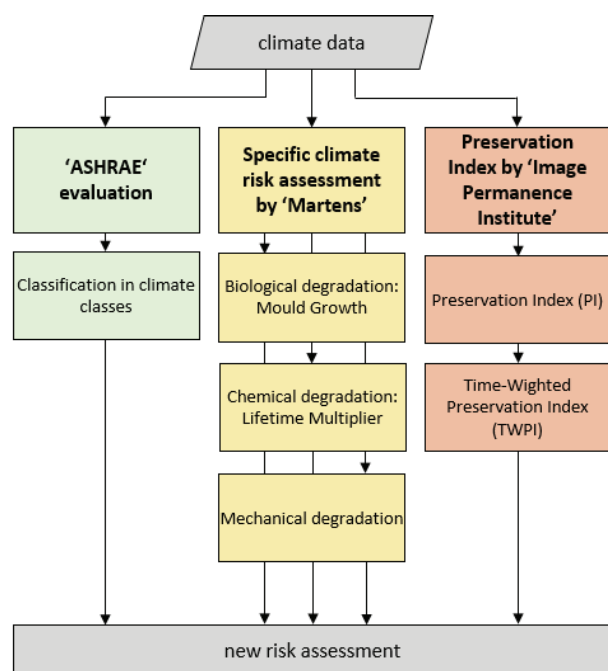 climate data
‘ASHRAE‘
evaluation
Specific climate
risk assessment
by ‘Martens’
Preservation
Index by ‘Image
Permanence
Institute’
Classification in climate
classes
Biological degradation:
Mould Growth
Preservation Index (PI)
Chemical degradation:
Lifetime Multiplier
Time-Wighted
Preservation Index
(TWPI)
Mechanical degradation
new risk assessment